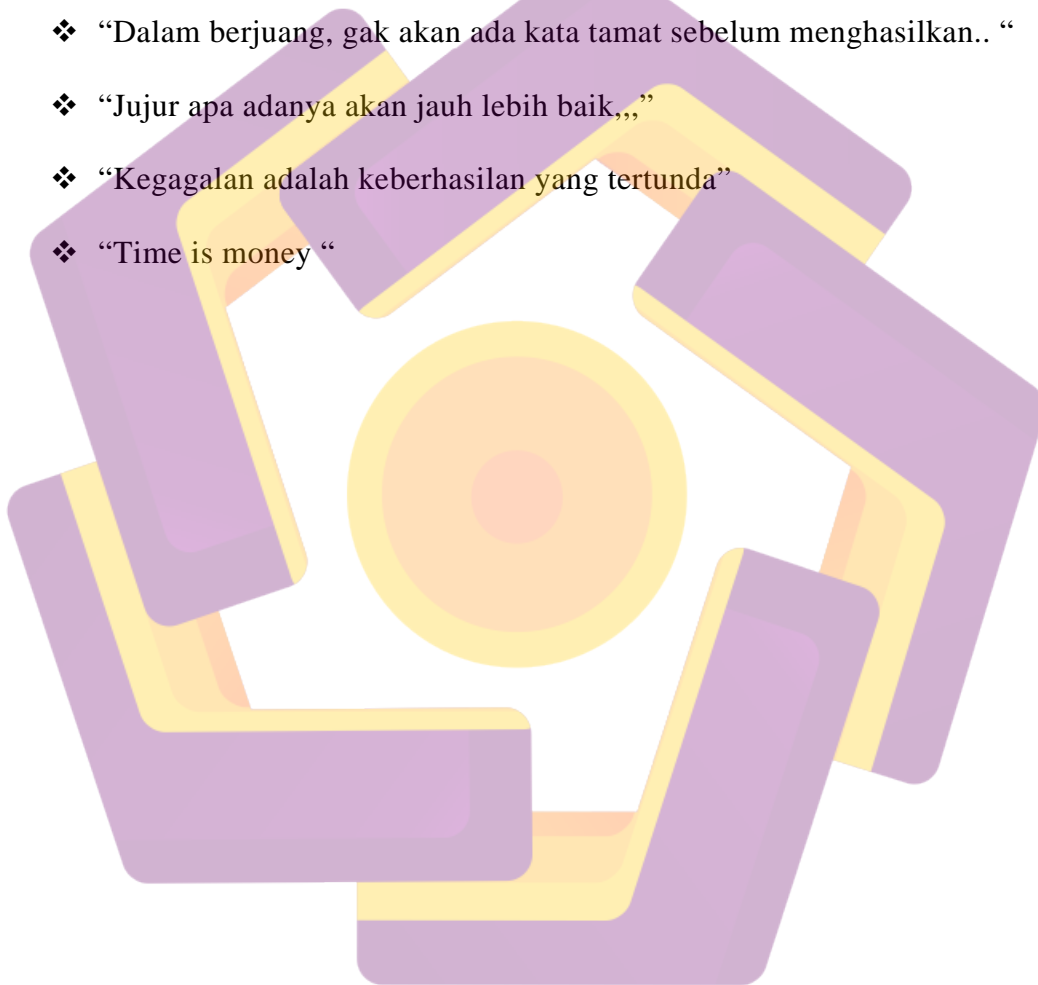 ❖ “Dalam berjuang, gak akan ada kata tamat sebelum menghasilkan.. “
❖ “Jujur apa adanya akan jauh lebih baik,,,”
❖ “Kegagalan adalah keberhasilan yang tertunda”
❖ “Time is money “